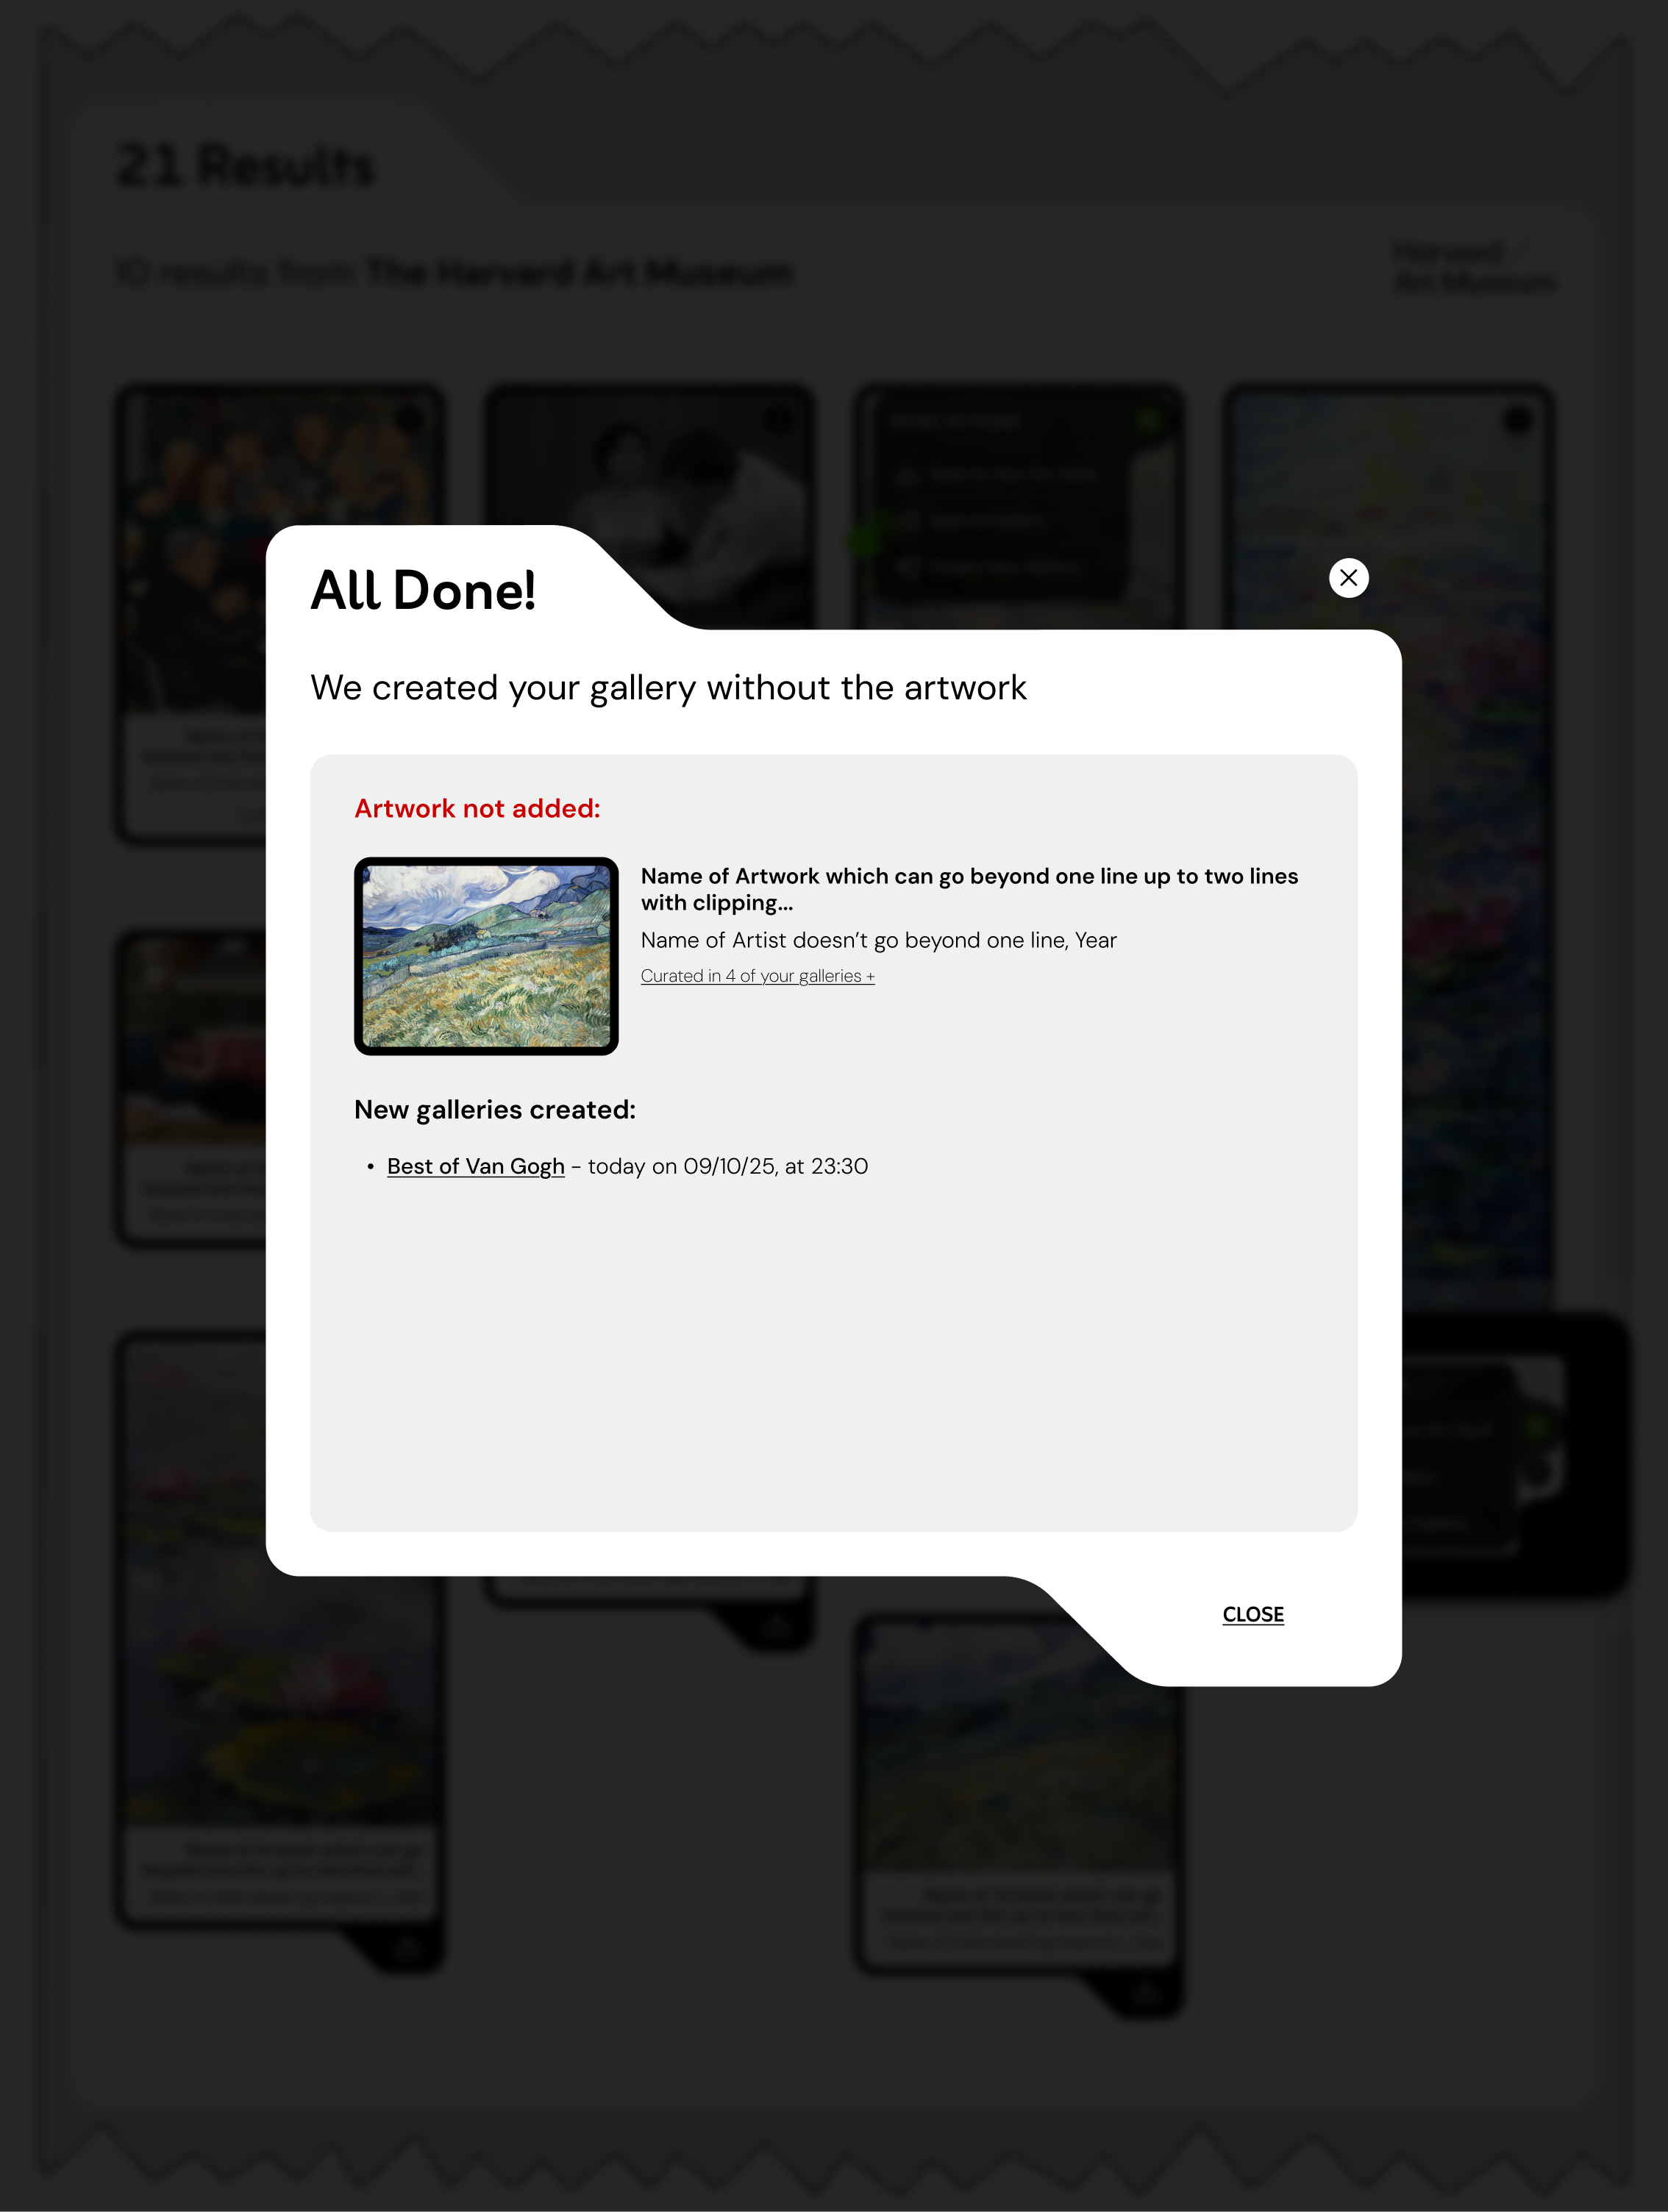 21 Results
10 results from The Harvard Art Museum
Harvard
Art Museum
All Done!
We created your gallery without the artwork
Artwork not added:
Name of Artwork which can go beyond one line up to two lines
with clipping...
Name of Artist doesn’t go beyond one line, Year
Curated in 4 of your galleries +
New galleries created:
• Best of Van Gogh - today on 09/10/25, at 23:30
CLOSE